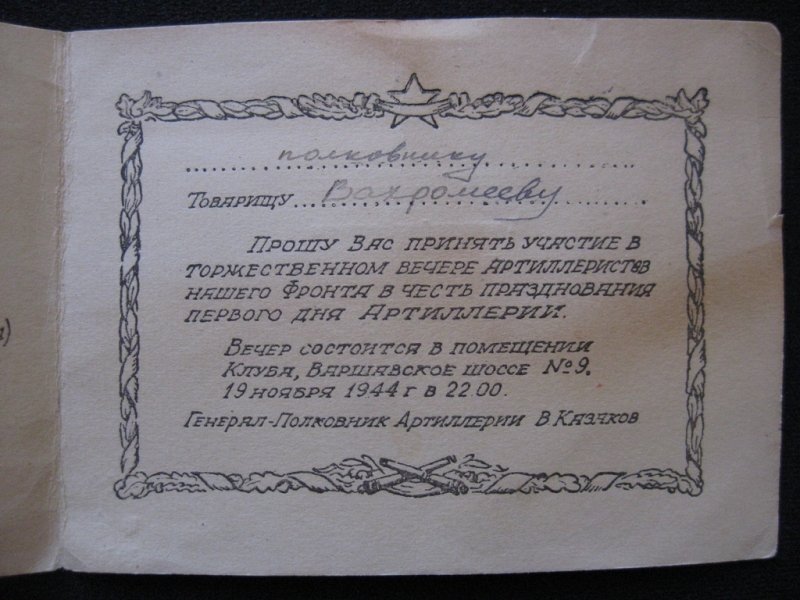 и)
полковнику
Товарищу Вахромееву
Прошу Вас принять участие в
торжественном вечере Артиллеристов
нашего Фронта в честь празднования
первого дня Артиллерии.
Вечер состоится в помещении
Клуба, Варшавское шоссе №9.
19 ноября 1944 г в 22.00.
Генерал-Полковник Артиллерии В Казаков